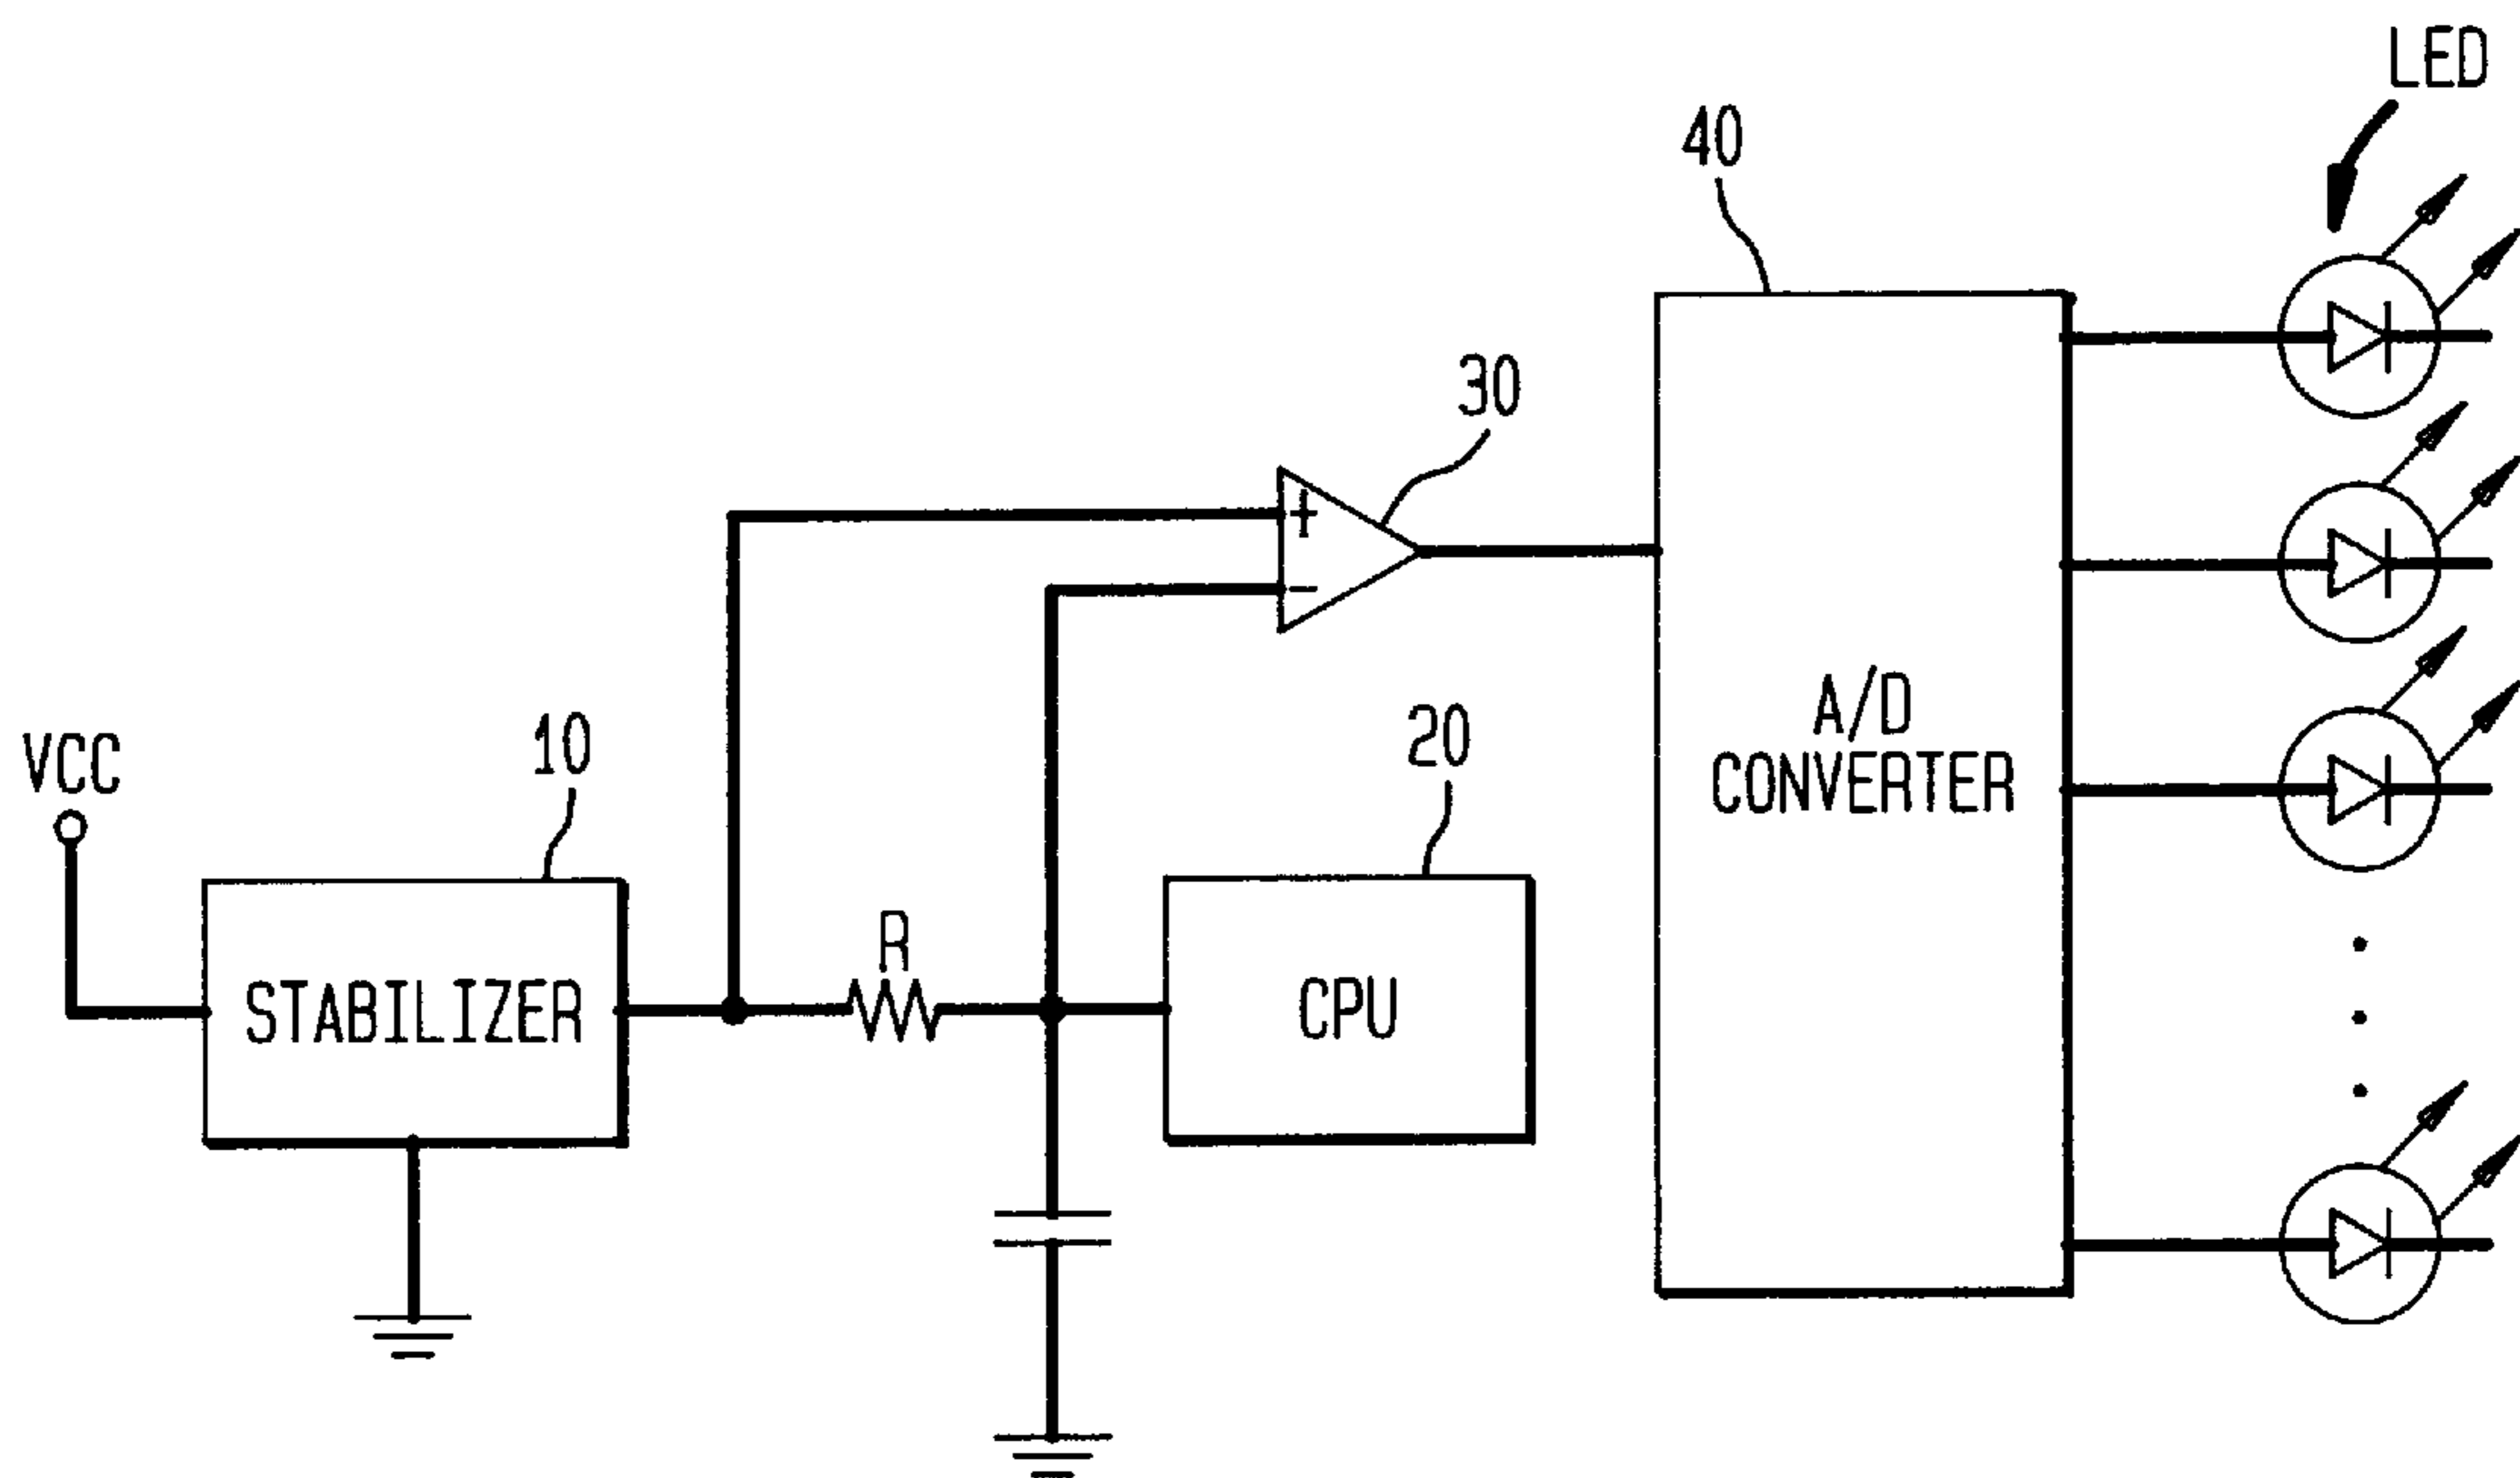 LED
40
30
+
−
A/D
CONVERTER
20
10
VCC
R
STABILIZER
CPU